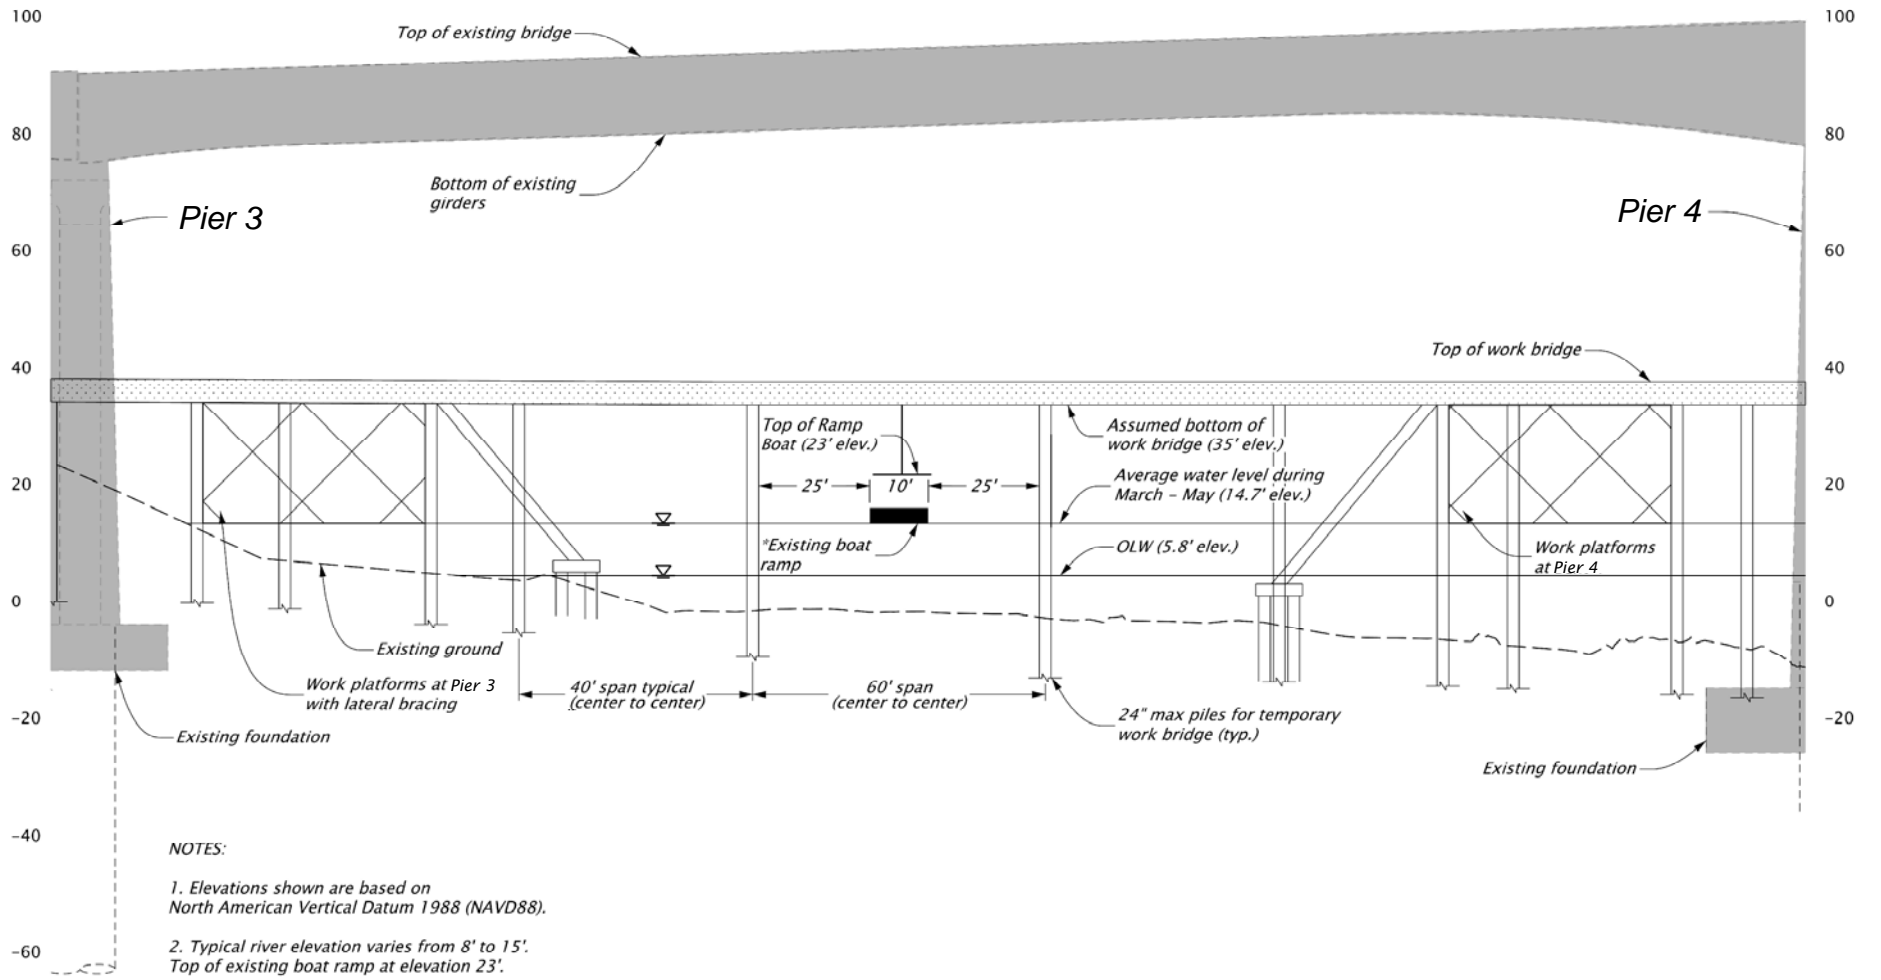 100
100
Top of existing bridge
80
80
Bottom of existing
girders
Pier 3
Pier 4
60
60
Top of work bridge
40
40
Top of Ramp
Boat (23' elev.)
Assumed bottom of
work bridge (35' elev.)
Average water level during
March – May (14.7' elev.)
20
20
25'
10'
25'
*Existing boat
ramp
OLW (5.8' elev.)
Work platforms
at Pier 4
0
0
Existing ground
Work platforms at Pier 3
with lateral bracing
40' span typical
(center to center)
60' span
(center to center)
24" max piles for temporary
work bridge (typ.)
-20
-20
Existing foundation
Existing foundation
-40
NOTES:
1. Elevations shown are based on
North American Vertical Datum 1988 (NAVD88).
2. Typical river elevation varies from 8' to 15'.
Top of existing boat ramp at elevation 23'.
-60